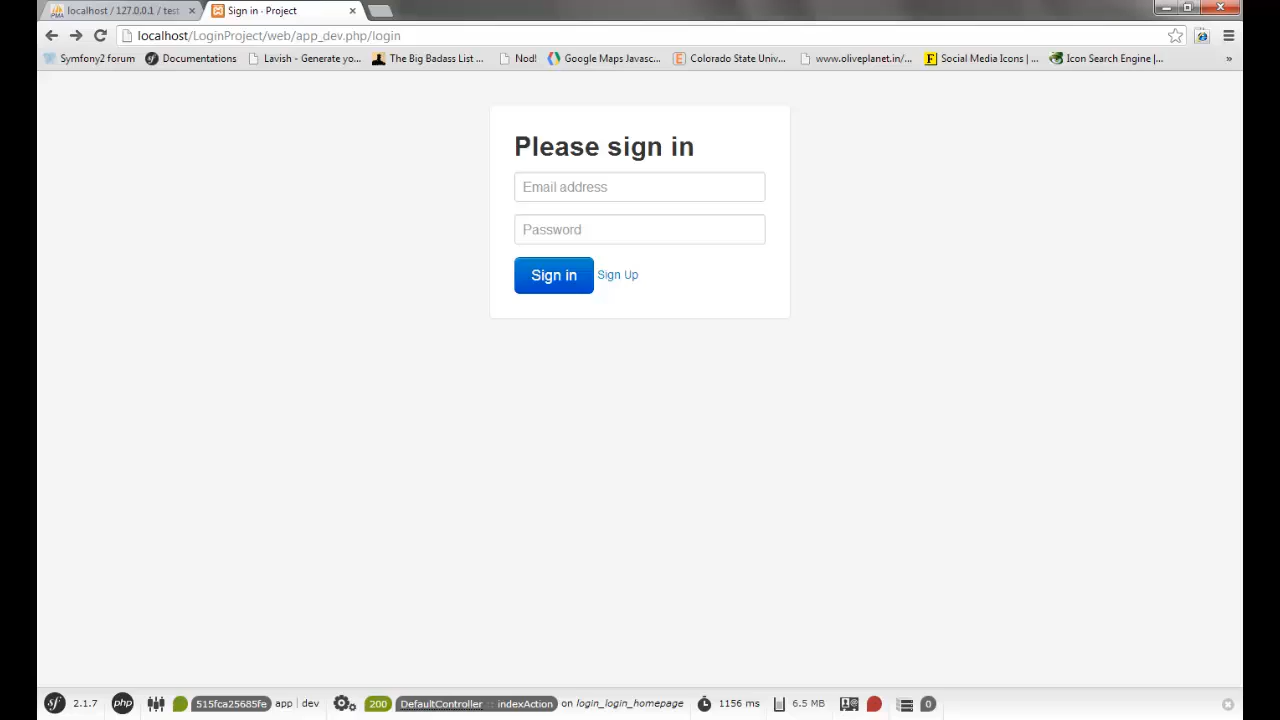 localhost / 127.0.0.1 / test
Sign in · Project
localhost/LoginProject/web/app_dev.php/login
Symfony2 forum
Documentations
Lavish - Generate yo...
The Big Badass List ...
Nod!
Google Maps Javasc...
Colorado State Univ...
www.oliveplanet.in/...
Social Media Icons | ...
Icon Search Engine |...
»
Please sign in
Email address
Password
Sign in Sign Up
sf 2.1.7 php 515fca25685fe app | dev 200 DefaultController :: indexAction on login_login_homepage 1156 ms 6.5 MB 0